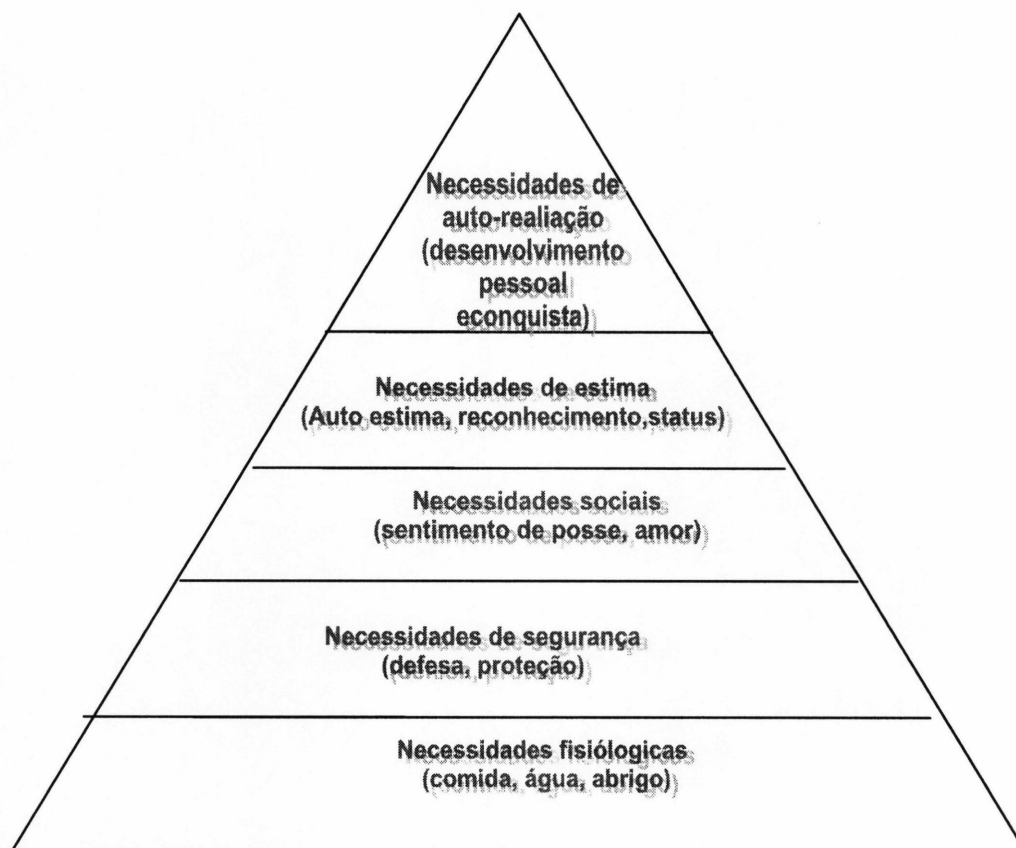 Necessidades de
auto-realiação
(desenvolvimento
pessoal
econquista)
Necessidades de estima
(Auto estima, reconhecimento,status)
Necessidades sociais
(sentimento de posse, amor)
Necessidades de segurança
(defesa, proteção)
Necessidades fisiólogicas
(comida, água, abrigo)